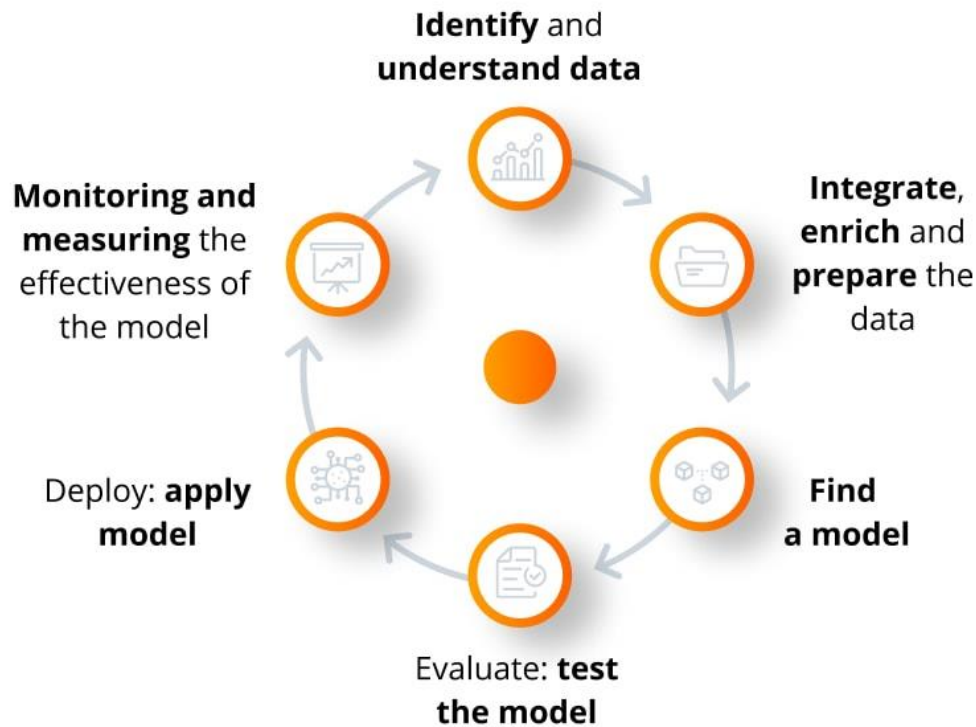 Identify and
understand data
Integrate,
enrich and
prepare the
data
Find
a model
Evaluate: test
the model
Deploy: apply
model
Monitoring and
measuring the
effectiveness of
the model